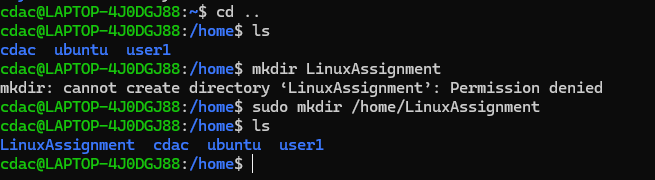 cdac@LAPTOP-4J0DGJ88:~$ cd ..
cdac@LAPTOP-4J0DGJ88:/home$ ls
cdac  ubuntu  user1
cdac@LAPTOP-4J0DGJ88:/home$ mkdir LinuxAssignment
mkdir: cannot create directory ‘LinuxAssignment’: Permission denied
cdac@LAPTOP-4J0DGJ88:/home$ sudo mkdir /home/LinuxAssignment
cdac@LAPTOP-4J0DGJ88:/home$ ls
LinuxAssignment  cdac  ubuntu  user1
cdac@LAPTOP-4J0DGJ88:/home$